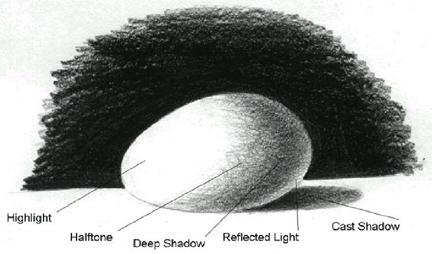 Highlight
Halftone
Deep Shadow
Reflected Light
Cast Shadow